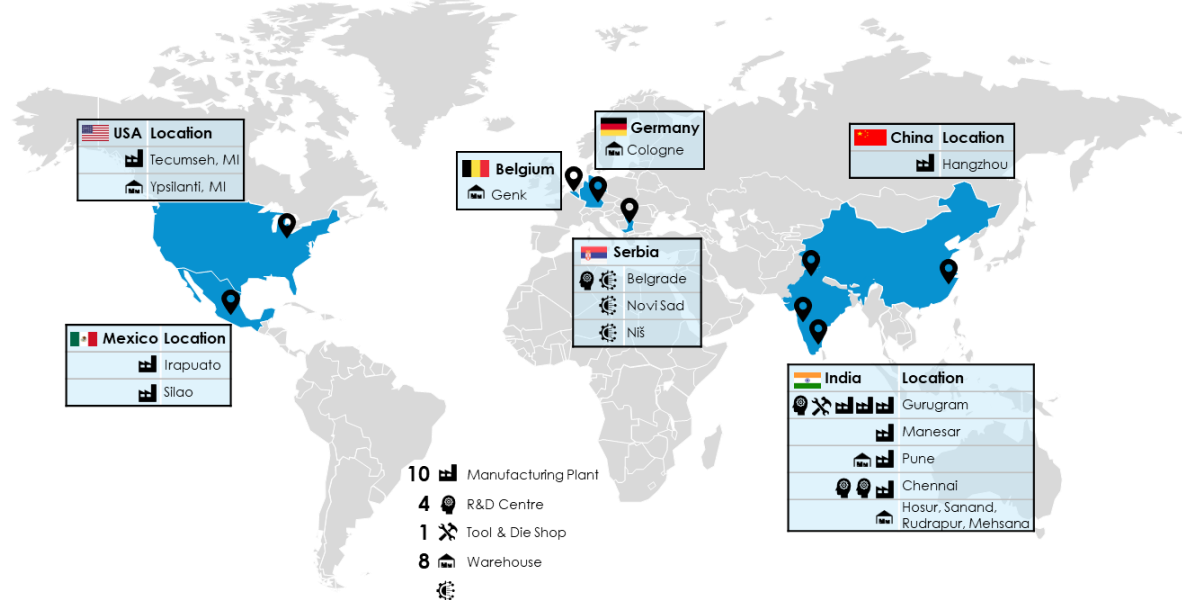 USA Location
Tecumseh, MI
Ypsilanti, MI
Mexico Location
Irapuato
Silao
Belgium
Genk
Germany
Cologne
Serbia
Belgrade
Novi Sad
Niš
China Location
Hangzhou
India Location
Gurugram
Manesar
Pune
Chennai
Hosur, Sanand,
Rudrapur, Mehsana
10 Manufacturing Plant
4 R&D Centre
1 Tool & Die Shop
8 Warehouse